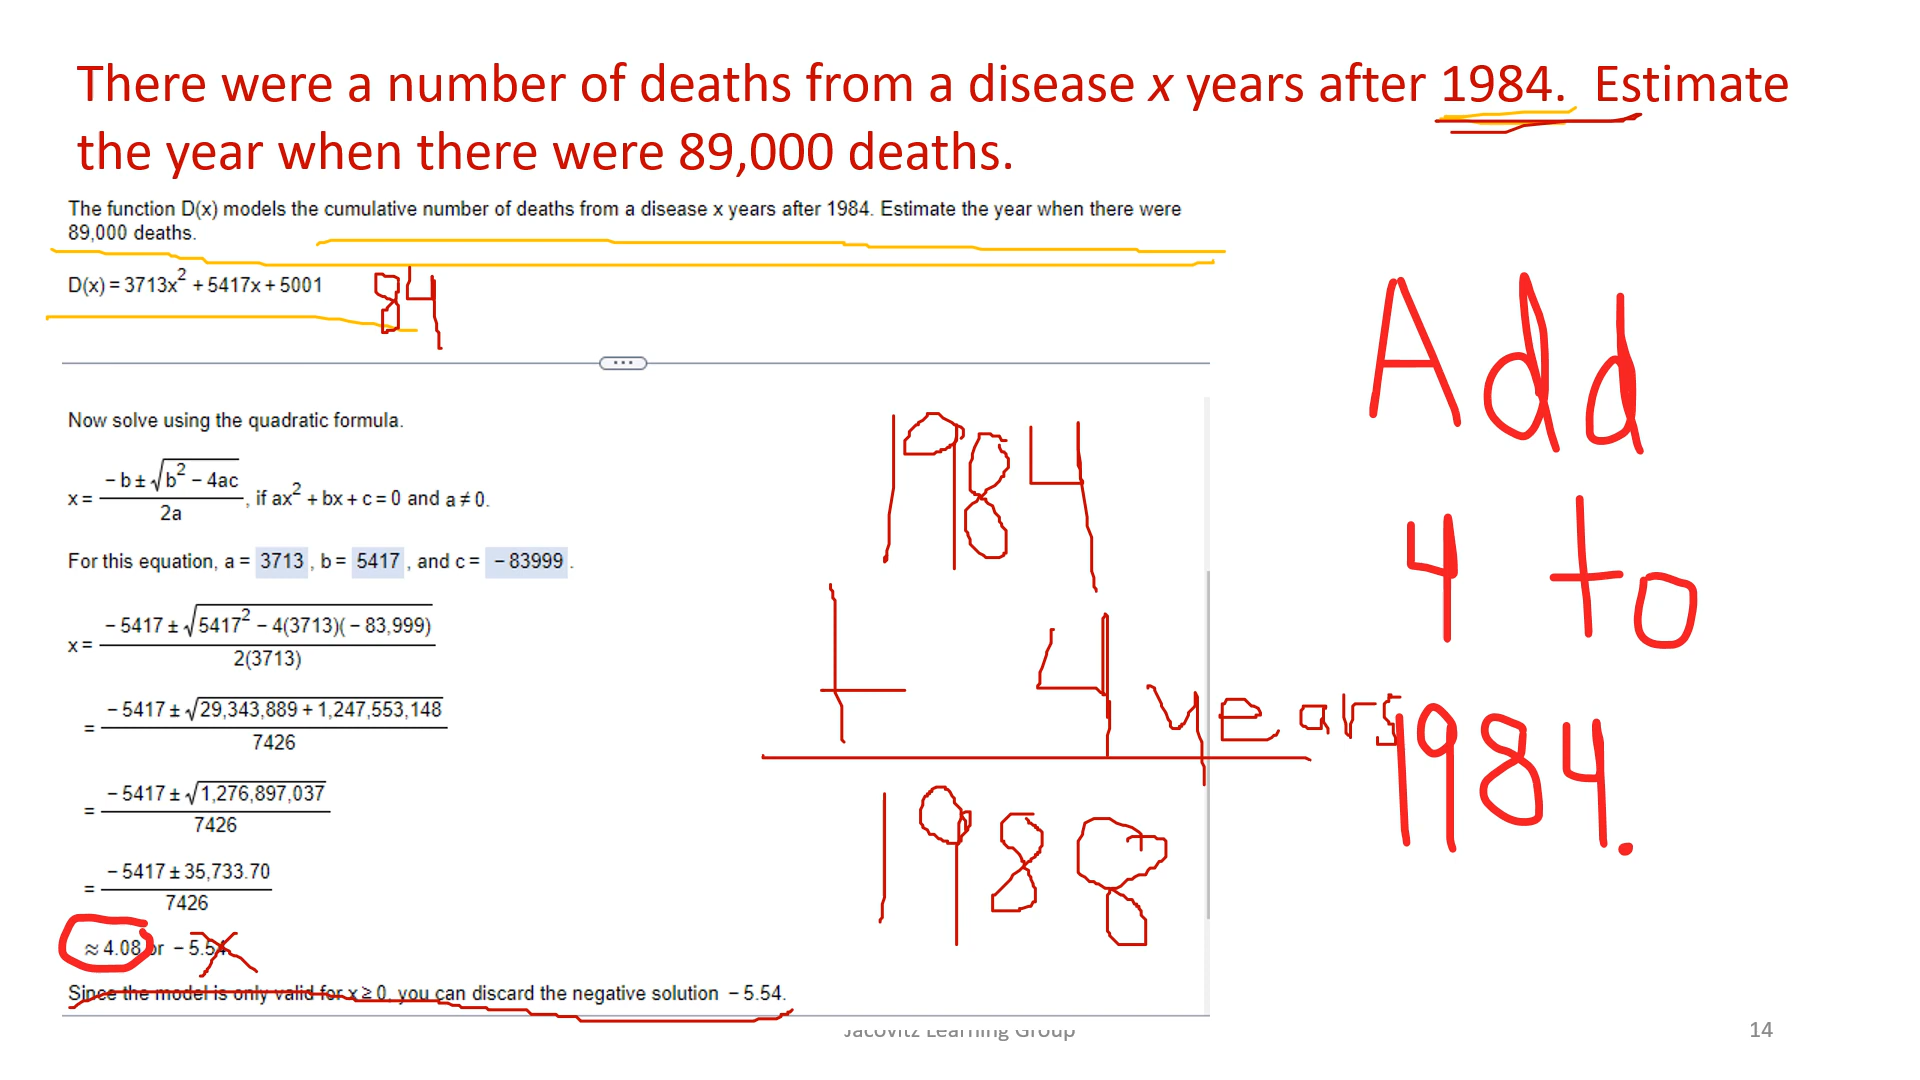 There were a number of deaths from a disease x years after 1984. Estimate
the year when there were 89,000 deaths.
The function D(x) models the cumulative number of deaths from a disease x years after 1984. Estimate the year when there were
89,000 deaths.
D(x) = 3713x² + 5417x + 5001
84
Now solve using the quadratic formula.
x = (−b ± √(b² − 4ac)) / 2a, if ax² + bx + c = 0 and a ≠ 0.
For this equation, a = 3713, b = 5417, and c = −83999.
x = (−5417 ± √(5417² − 4(3713)(−83,999))) / 2(3713)
= (−5417 ± √(29,343,889 + 1,247,553,148)) / 7426
= (−5417 ± √1,276,897,037) / 7426
= (−5417 ± 35,733.70) / 7426
≈ 4.08 or −5.54
Since the model is only valid for x ≥ 0, you can discard the negative solution −5.54.
1984
+ 4 years
1988
Add
4 to
1984.
Jacovitz Learning Group
14